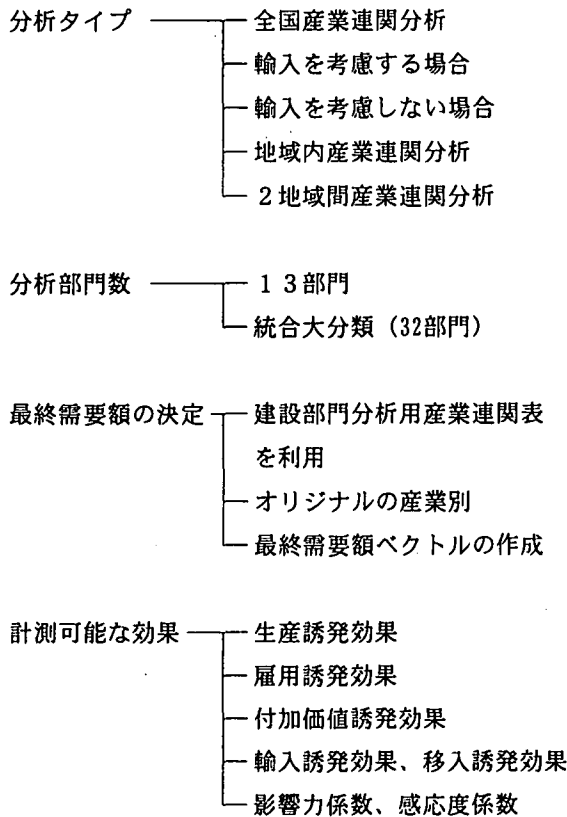 分析タイプ 全国産業連関分析
輸入を考慮する場合
輸入を考慮しない場合
地域内産業連関分析
2地域間産業連関分析
分析部門数 13部門
統合大分類(32部門)
最終需要額の決定 建設部門分析用産業連関表
を利用
オリジナルの産業別
最終需要額ベクトルの作成
計測可能な効果 生産誘発効果
雇用誘発効果
付加価値誘発効果
輸入誘発効果、移入誘発効果
影響力係数、感応度係数